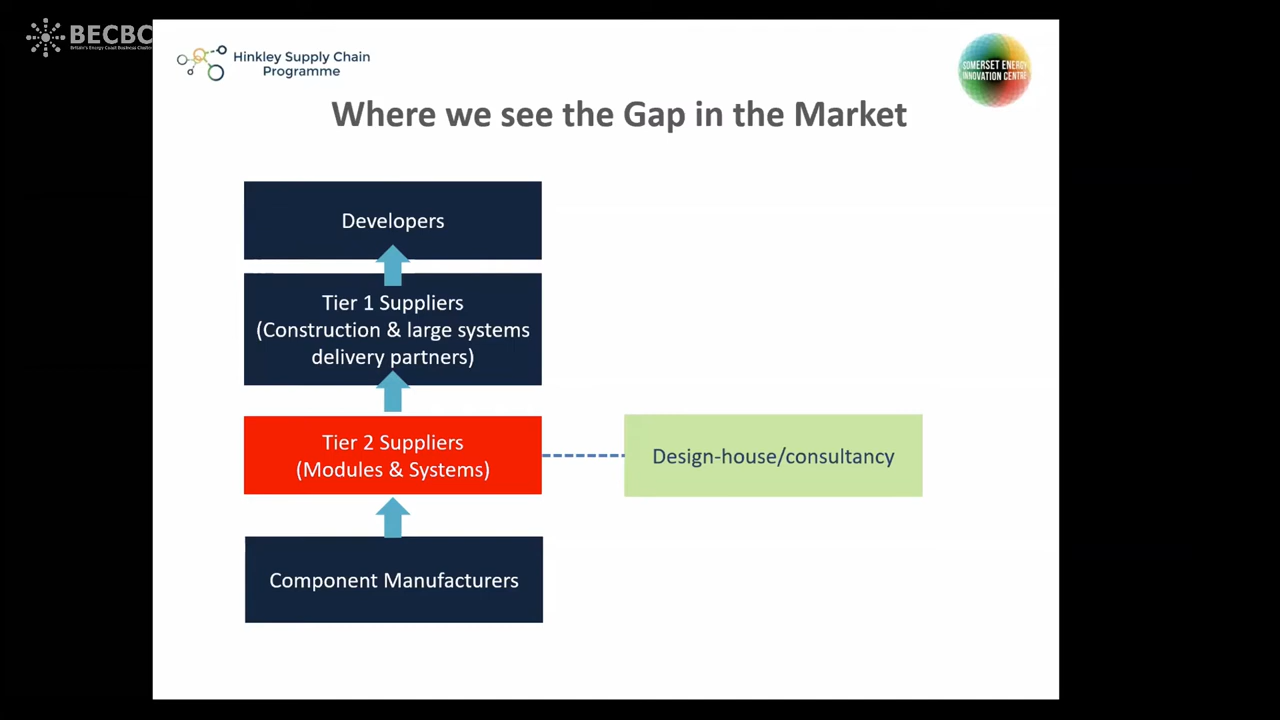 BECBC
Britain's Energy Coast Business Cluster
Hinkley Supply Chain
Programme
SOMERSET ENERGY
INNOVATION CENTRE
Where we see the Gap in the Market
Developers
Tier 1 Suppliers
(Construction & large systems
delivery partners)
Tier 2 Suppliers
(Modules & Systems)
Design-house/consultancy
Component Manufacturers